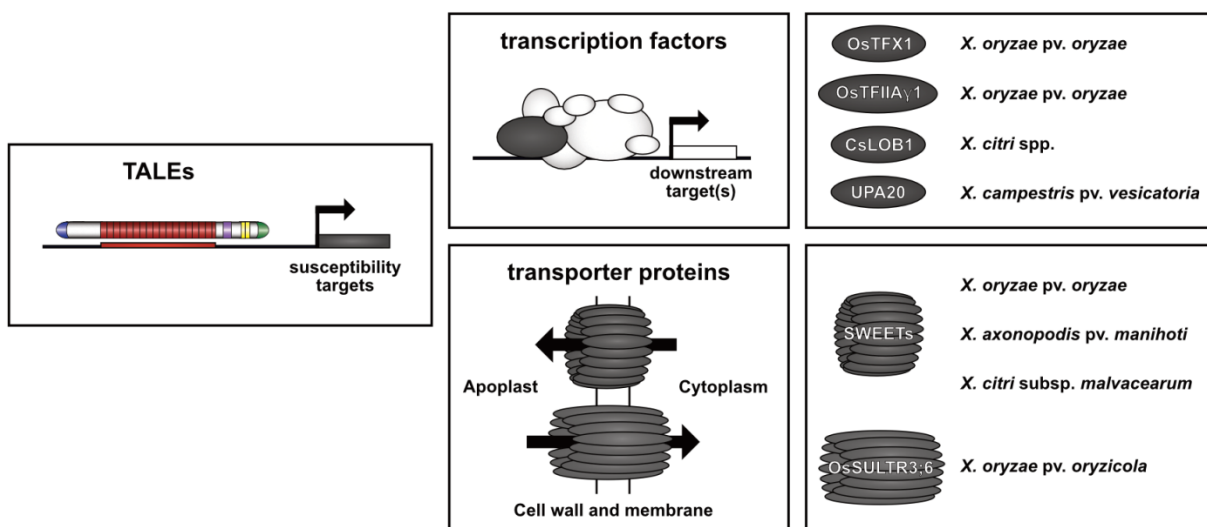 TALEs
susceptibility
targets
transcription factors
downstream
target(s)
transporter proteins
Apoplast
Cytoplasm
Cell wall and membrane
OsTFX1
X. oryzae pv. oryzae
OsTFIIAγ1
X. oryzae pv. oryzae
CsLOB1
X. citri spp.
UPA20
X. campestris pv. vesicatoria
X. oryzae pv. oryzae
SWEETs
X. axonopodis pv. manihoti
X. citri subsp. malvacearum
OsSULTR3;6
X. oryzae pv. oryzicola